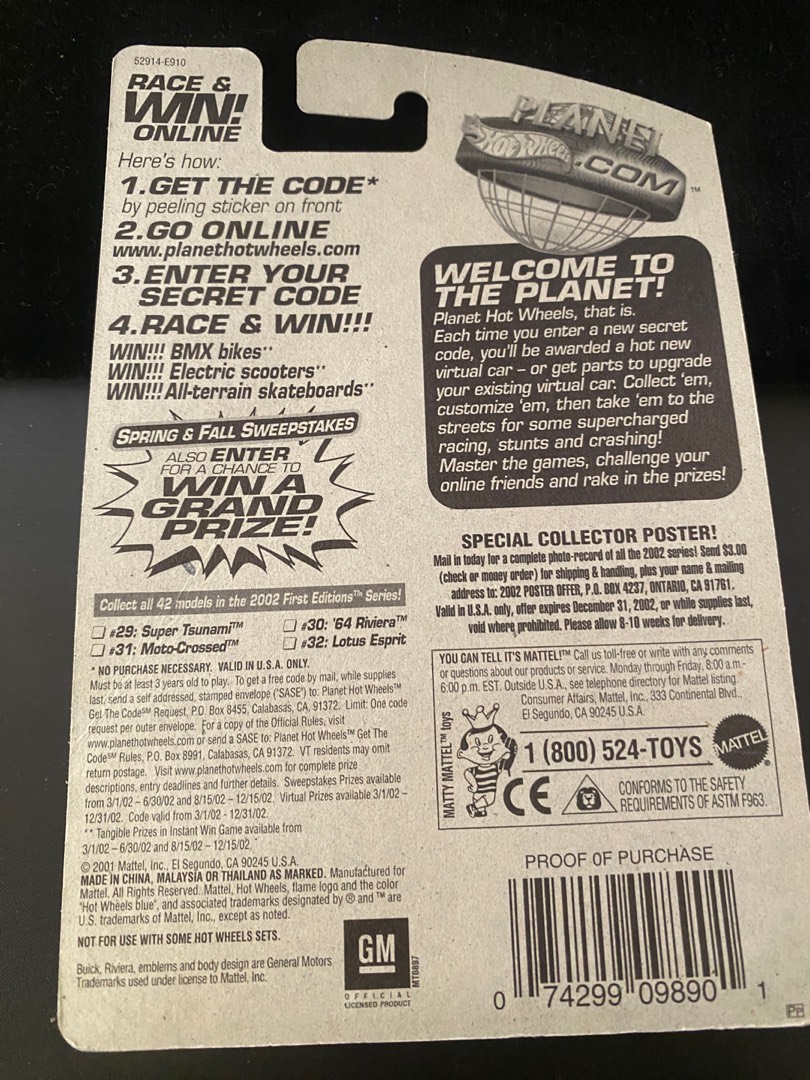 52914-E910
RACE &
WIN!
ONLINE
Here's how:
1.GET THE CODE*
by peeling sticker on front
2.GO ONLINE
www.planethotwheels.com
3.ENTER YOUR
SECRET CODE
4.RACE & WIN!!!
WIN!!! BMX bikes**
WIN!!! Electric scooters**
WIN!!! All-terrain skateboards**
SPRING & FALL SWEEPSTAKES
ALSO ENTER
FOR A CHANCE TO
WIN A
GRAND
PRIZE!
Collect all 42 models in the 2002 First Editions™ Series!
#29: Super Tsunami™
#30: '64 Riviera™
#31: Moto-Crossed™
#32: Lotus Esprit
* NO PURCHASE NECESSARY. VALID IN U.S.A. ONLY.
Must be at least 3 years old to play. To get a free code by mail, while supplies
last, send a self addressed, stamped envelope ("SASE") to: Planet Hot Wheels™
Get The Code℠ Request, P.O. Box 8455, Calabasas, CA, 91372. Limit: One code
request per outer envelope. For a copy of the Official Rules, visit
www.planethotwheels.com or send a SASE to: Planet Hot Wheels™ Get The
Code℠ Rules, P.O. Box 8991, Calabasas, CA 91372. VT residents may omit
return postage. Visit www.planethotwheels.com for complete prize
descriptions, entry deadlines and further details. Sweepstakes Prizes available
from 3/1/02 - 6/30/02 and 8/15/02 – 12/15/02. Virtual Prizes available 3/1/02 –
12/31/02. Code valid from 3/1/02 - 12/31/02.
** Tangible Prizes in Instant Win Game available from
3/1/02 – 6/30/02 and 8/15/02 – 12/15/02.
© 2001 Mattel, Inc., El Segundo, CA 90245 U.S.A.
MADE IN CHINA, MALAYSIA OR THAILAND AS MARKED. Manufactured for
Mattel. All Rights Reserved. Mattel, Hot Wheels, flame logo and the color
"Hot Wheels blue", and associated trademarks designated by ® and ™ are
U.S. trademarks of Mattel, Inc., except as noted.
NOT FOR USE WITH SOME HOT WHEELS SETS.
Buick, Riviera, emblems and body design are General Motors
Trademarks used under license to Mattel, Inc.
GM
OFFICIAL
LICENSED PRODUCT
MT0897
PLANET
HOT WHEELS
.COM
™
WELCOME TO
THE PLANET!
Planet Hot Wheels, that is.
Each time you enter a new secret
code, you'll be awarded a hot new
virtual car – or get parts to upgrade
your existing virtual car. Collect 'em,
customize 'em, then take 'em to the
streets for some supercharged
racing, stunts and crashing!
Master the games, challenge your
online friends and rake in the prizes!
SPECIAL COLLECTOR POSTER!
Mail in today for a complete photo-record of all the 2002 series! Send $3.00
(check or money order) for shipping & handling, plus your name & mailing
address to: 2002 POSTER OFFER, P.O. BOX 4237, ONTARIO, CA 91761.
Valid in U.S.A. only, offer expires December 31, 2002, or while supplies last,
void where prohibited. Please allow 8-10 weeks for delivery.
YOU CAN TELL IT'S MATTEL!™ Call us toll-free or write with any comments
or questions about our products or service. Monday through Friday, 8:00 a.m.-
6:00 p.m. EST. Outside U.S.A., see telephone directory for Mattel listing.
Consumer Affairs, Mattel, Inc., 333 Continental Blvd.,
El Segundo, CA 90245 U.S.A.
MATTY MATTEL™ toys
1 (800) 524-TOYS
MATTEL
®
CE
CONFORMS TO THE SAFETY
REQUIREMENTS OF ASTM F963.
PROOF OF PURCHASE
0 74299 09890 1
PP